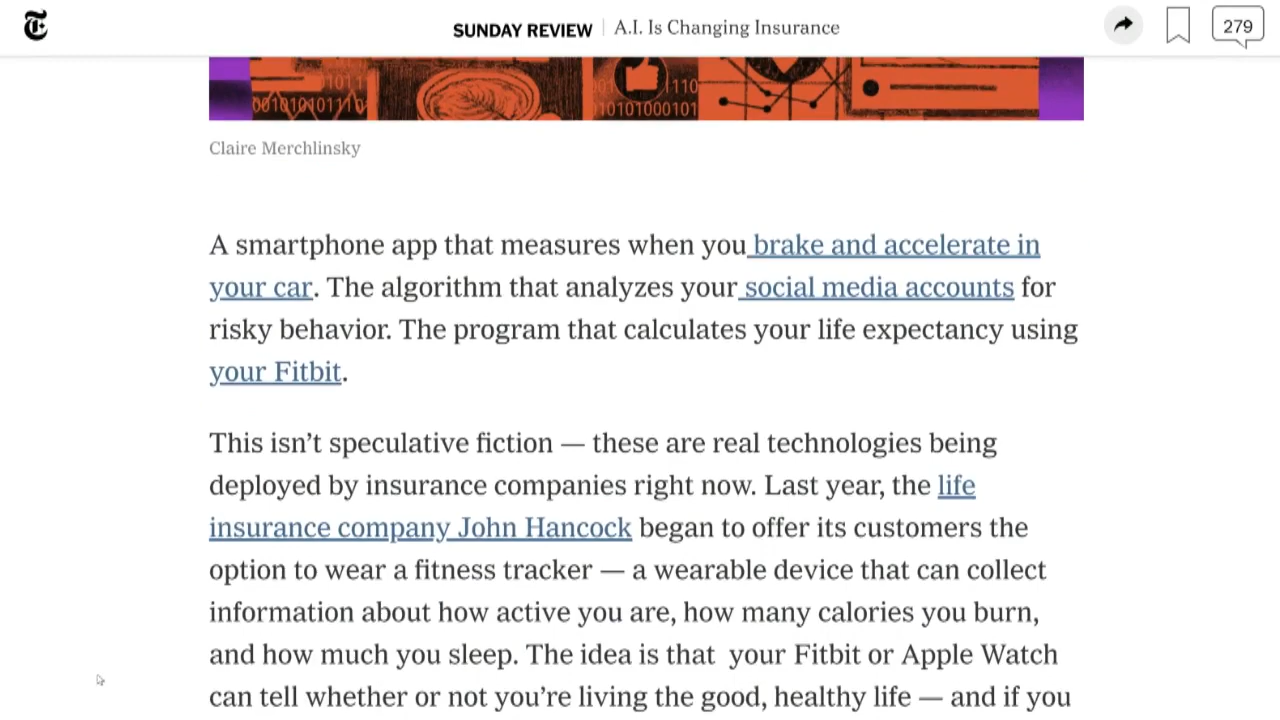 T
SUNDAY REVIEW | A.I. Is Changing Insurance
279
001010101110
110
10101000101
Claire Merchlinsky
A smartphone app that measures when you brake and accelerate in
your car. The algorithm that analyzes your social media accounts for
risky behavior. The program that calculates your life expectancy using
your Fitbit.
This isn’t speculative fiction — these are real technologies being
deployed by insurance companies right now. Last year, the life
insurance company John Hancock began to offer its customers the
option to wear a fitness tracker — a wearable device that can collect
information about how active you are, how many calories you burn,
and how much you sleep. The idea is that your Fitbit or Apple Watch
can tell whether or not you’re living the good, healthy life — and if you